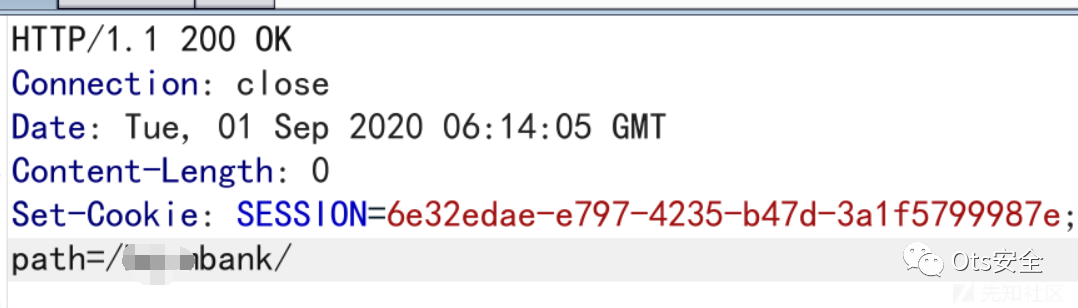 HTTP/1.1 200 OK
Connection: close
Date: Tue, 01 Sep 2020 06:14:05 GMT
Content-Length: 0
Set-Cookie: SESSION=6e32edae-e797-4235-b47d-3a1f5799987e;
path=/bank/
Ots安全
先知社区